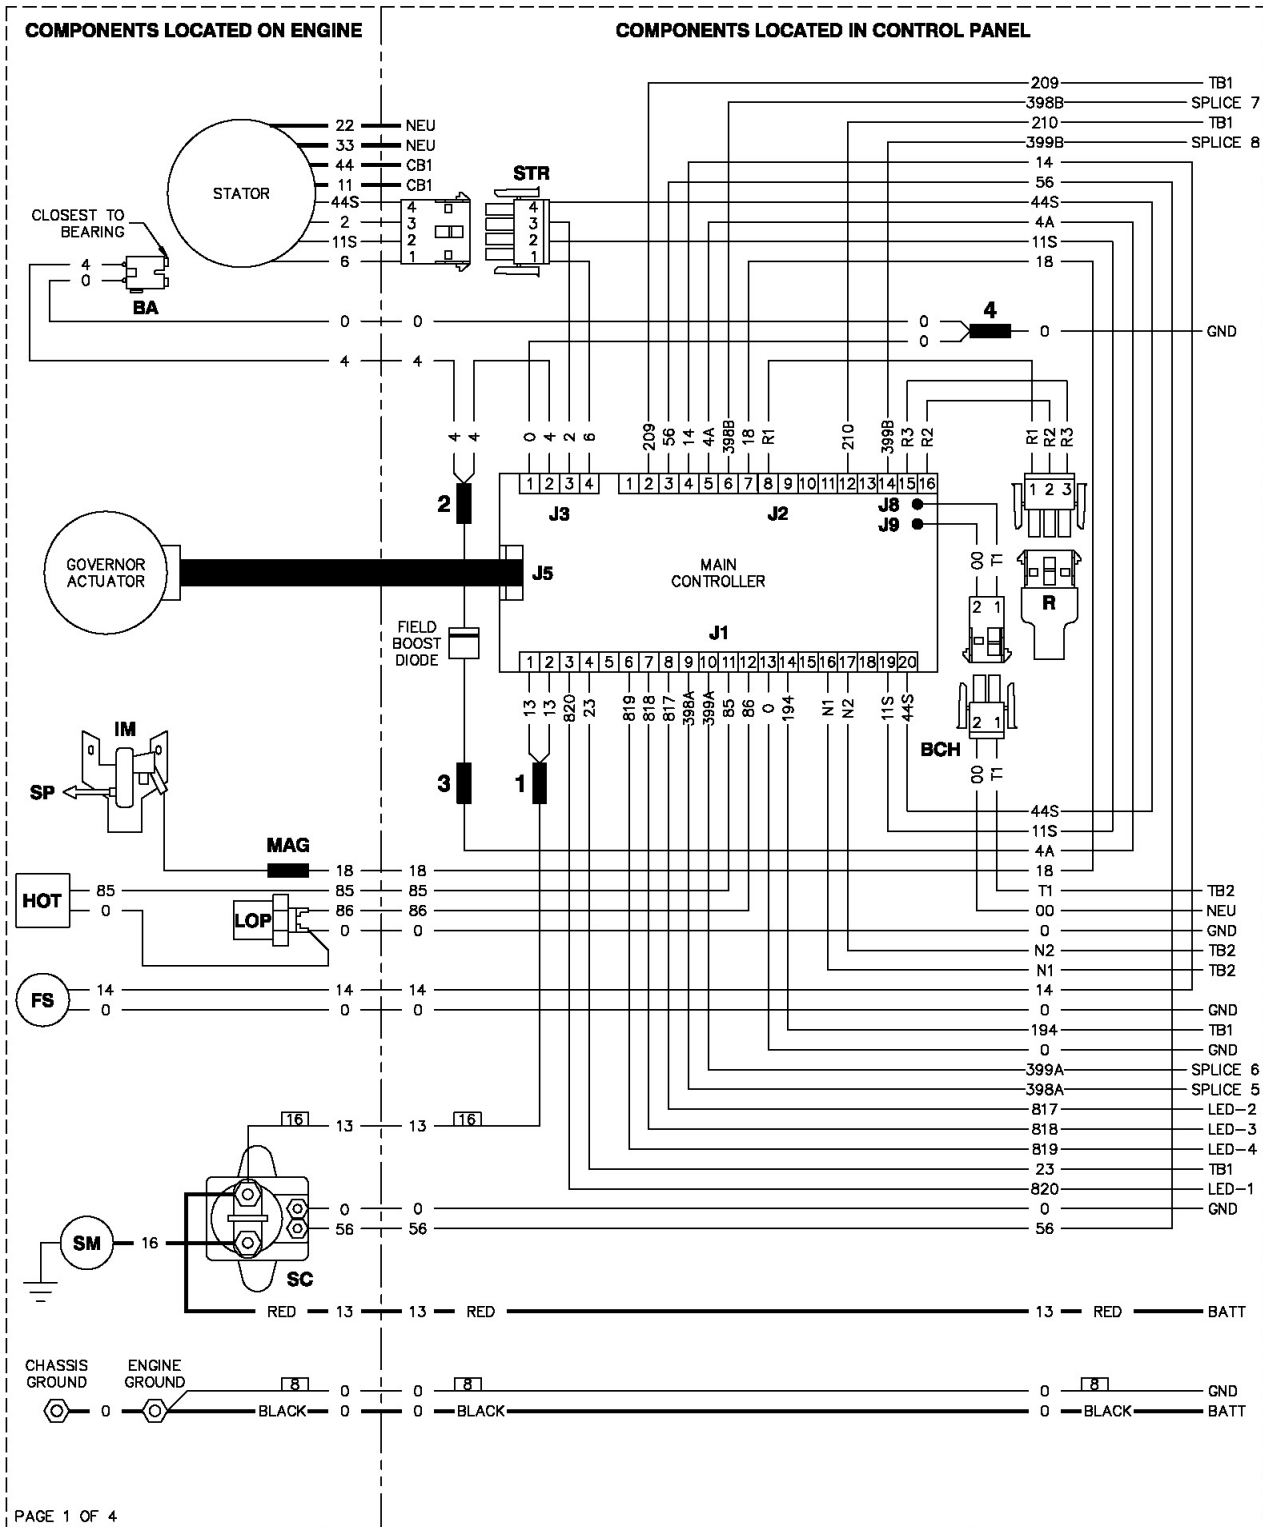 COMPONENTS LOCATED ON ENGINE
COMPONENTS LOCATED IN CONTROL PANEL
209 TB1
398B SPLICE 7
22 NEU 210 TB1
33 NEU 399B SPLICE 8
44 CB1 14
STR
11 CB1 56
STATOR
44S 4 4 44S
2 3 3 4A
11S 2 2 11S
6 1 1 18
CLOSEST TO
BEARING
4
0
BA
4
0 0 0 0 GND
0
4 4
4 4 0 4 2 6 209 56 14 4A 398B 18 R1 210 399B R3 R2 R1 R2 R3
1 2 3 4 1 2 3 4 5 6 7 8 9 10 11 12 13 14 15 16 1 2 3
2
J3 J2 J8
J9
GOVERNOR
ACTUATOR
J5
MAIN
CONTROLLER
00 T1
2 1
R
FIELD
BOOST
DIODE
J1
1 2 3 4 5 6 7 8 9 10 11 12 13 14 15 16 17 18 19 20
13 13 820 23 819 818 817 398A 399A 85 86 0 194 N1 N2 11S 44S
2 1
BCH
00 T1
IM
SP
3 1
44S
11S
MAG
4A
18 18 18
HOT
85 85 85 T1 TB2
0 LOP 86 86 00 NEU
0 0 0 GND
N2 TB2
N1 TB2
FS
14 14 14 14
0 0 0 0 GND
194 TB1
0 GND
399A SPLICE 6
398A SPLICE 5
817 LED-2
16 13 13 16
818 LED-3
819 LED-4
23 TB1
820 LED-1
0 0 0 GND
56 56 56
SM 16
SC
RED 13 13 RED 13 RED BATT
CHASSIS
GROUND
ENGINE
GROUND
8 0 0 8 0 8 GND
0 BLACK 0 0 BLACK 0 BLACK BATT
PAGE 1 OF 4